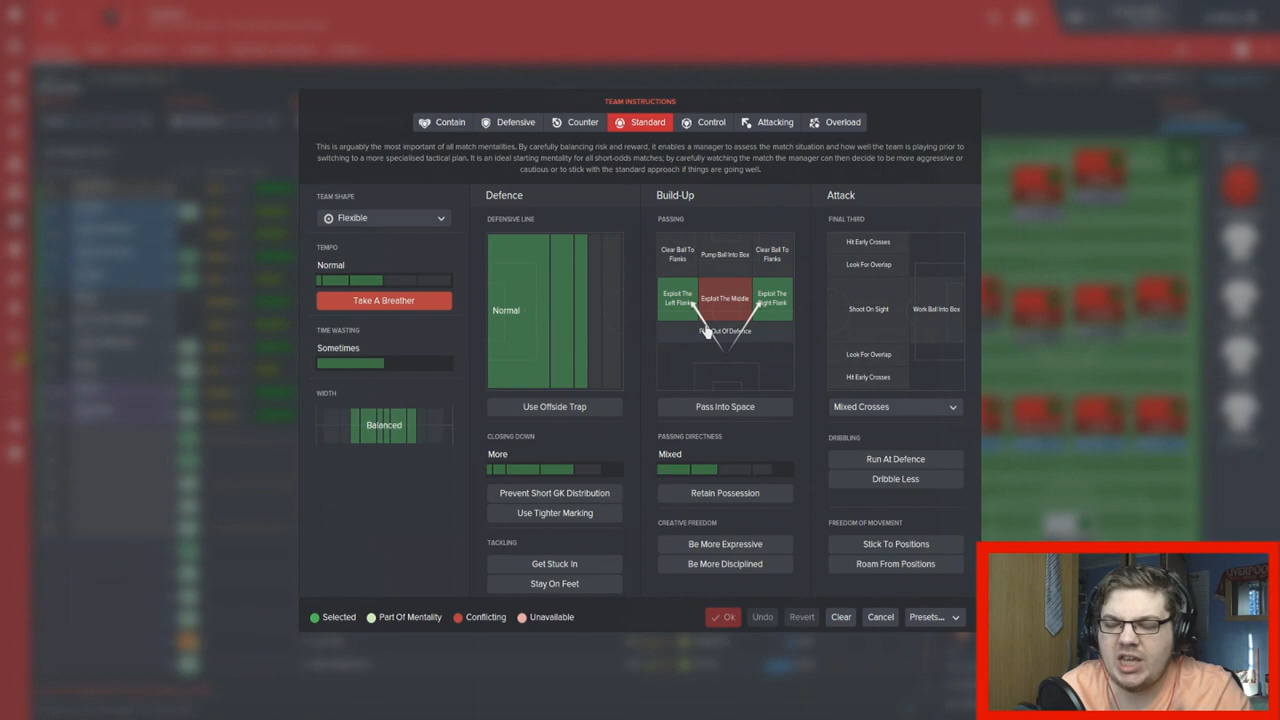 TEAM INSTRUCTIONS
Contain
Defensive
Counter
Standard
Control
Attacking
Overload
This is arguably the most important of all match mentalities. By carefully balancing risk and reward, it enables a manager to assess the match situation and how well the team is playing prior to
switching to a more specialised tactical plan. It is an ideal starting mentality for all short-odds matches; by carefully watching the match the manager can then decide to be more aggressive or
cautious or to stick with the standard approach if things are going well.
TEAM SHAPE
Flexible
TEMPO
Normal
Take A Breather
TIME WASTING
Sometimes
WIDTH
Balanced
Defence
DEFENSIVE LINE
Normal
Use Offside Trap
CLOSING DOWN
More
Prevent Short GK Distribution
Use Tighter Marking
TACKLING
Get Stuck In
Stay On Feet
Build-Up
PASSING
Clear Ball To
Flanks
Pump Ball Into Box
Clear Ball To
Flanks
Exploit The
Left Flank
Exploit The Middle
Exploit The
Right Flank
Out Of Defence
Pass Into Space
PASSING DIRECTNESS
Mixed
Retain Possession
CREATIVE FREEDOM
Be More Expressive
Be More Disciplined
Attack
FINAL THIRD
Hit Early Crosses
Look For Overlap
Shoot On Sight
Work Ball Into Box
Look For Overlap
Hit Early Crosses
Mixed Crosses
DRIBBLING
Run At Defence
Dribble Less
FREEDOM OF MOVEMENT
Stick To Positions
Roam From Positions
Selected
Part Of Mentality
Conflicting
Unavailable
Ok
Undo
Revert
Clear
Cancel
Presets...